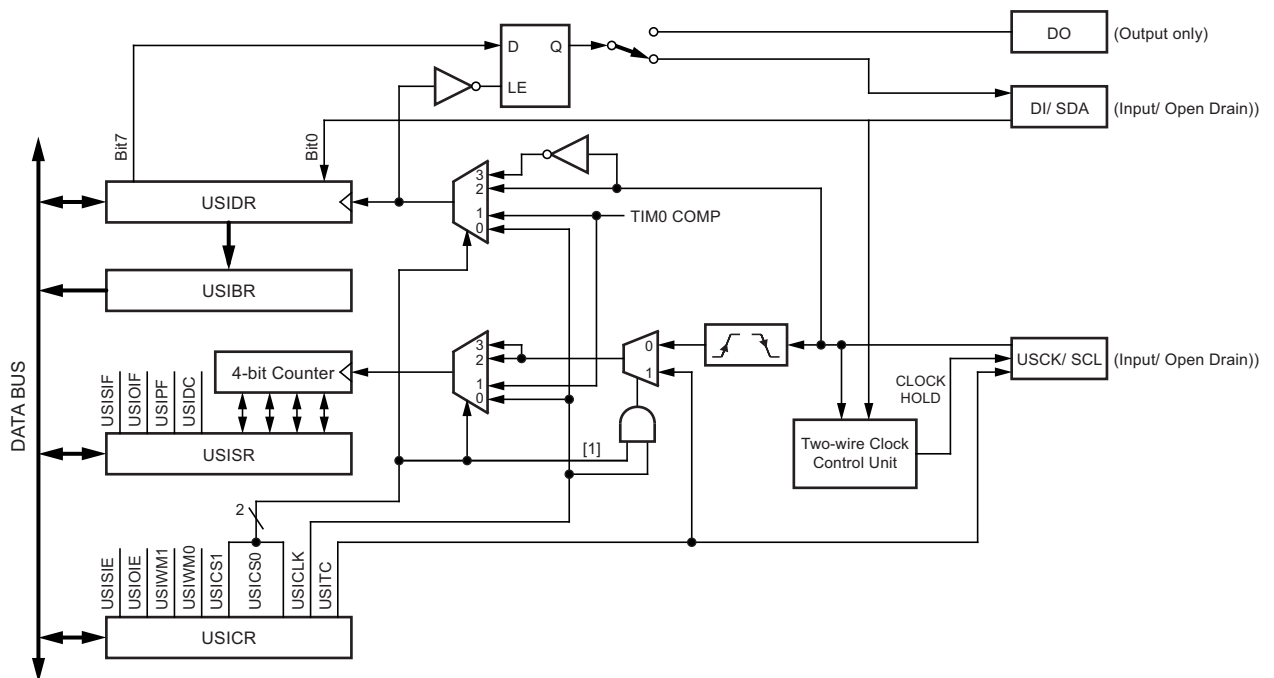 DO
(Output only)
D
Q
LE
DI/ SDA
(Input/ Open Drain))
Bit7
Bit0
3
2
1
0
TIM0 COMP
USIDR
USIBR
3
2
1
0
0
1
USCK/ SCL
(Input/ Open Drain))
4-bit Counter
CLOCK
HOLD
DATA BUS
USISIF
USIOIF
USIPF
USIDC
[1]
Two-wire Clock
Control Unit
USISR
2
USISIE
USIOIE
USIWM1
USIWM0
USICS1
USICS0
USICLK
USITC
USICR